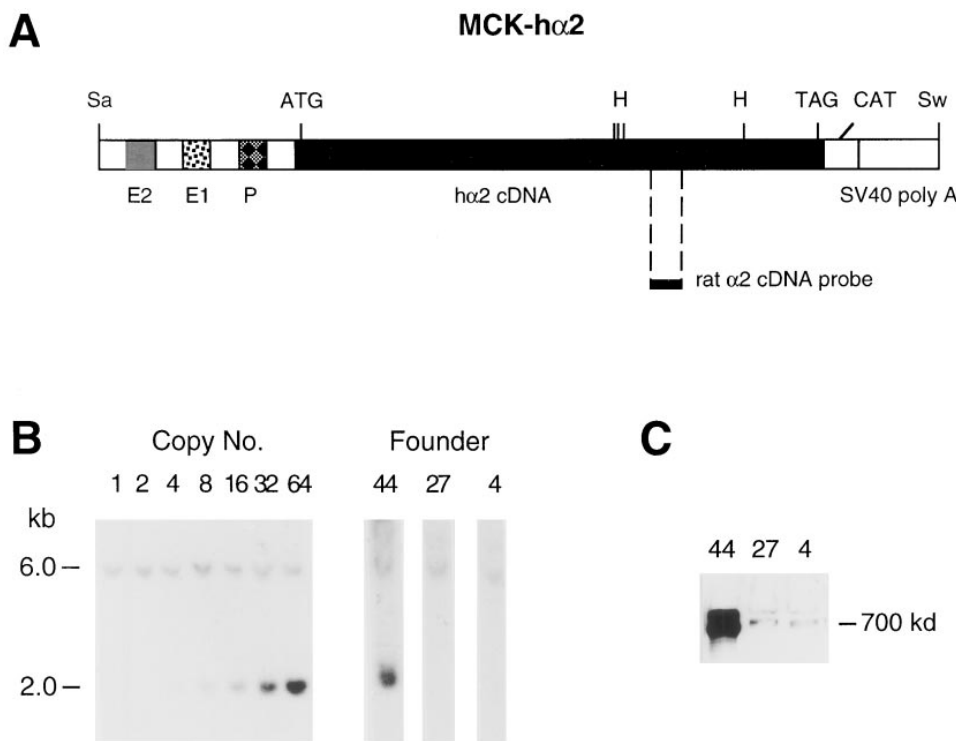 A
MCK-hα2
Sa ATG H H TAG CAT Sw
E2 E1 P hα2 cDNA SV40 poly A
rat α2 cDNA probe
B
Copy No. Founder
1 2 4 8 16 32 64 44 27 4
kb
6.0
2.0
C
44 27 4
700 kd